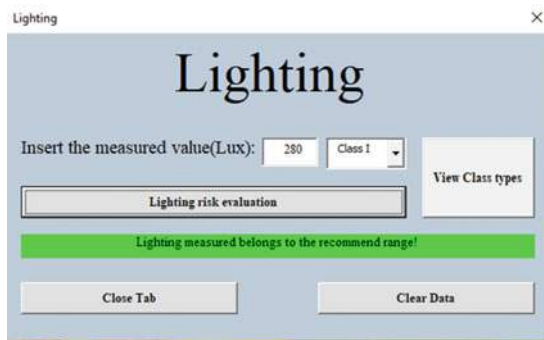 Lighting
Lighting
Insert the measured value(Lux): 280 Class I
View Class types
Lighting risk evaluation
Lighting measured belongs to the recommend range!
Close Tab Clear Data